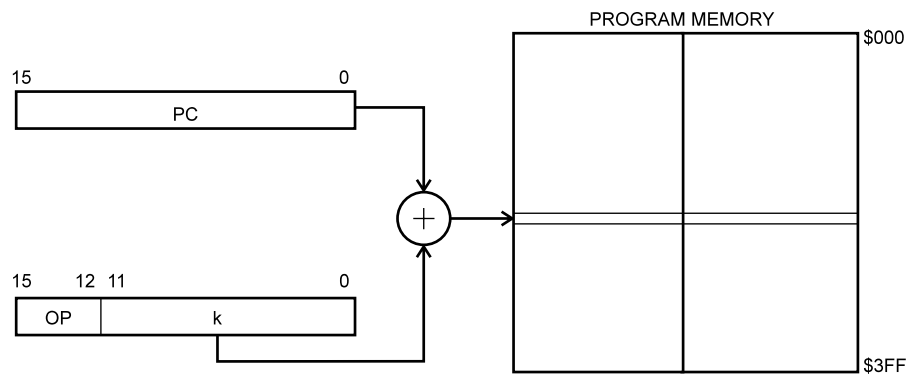 PROGRAM MEMORY
$000
15 0
PC
+
15 12 11 0
OP k
$3FF